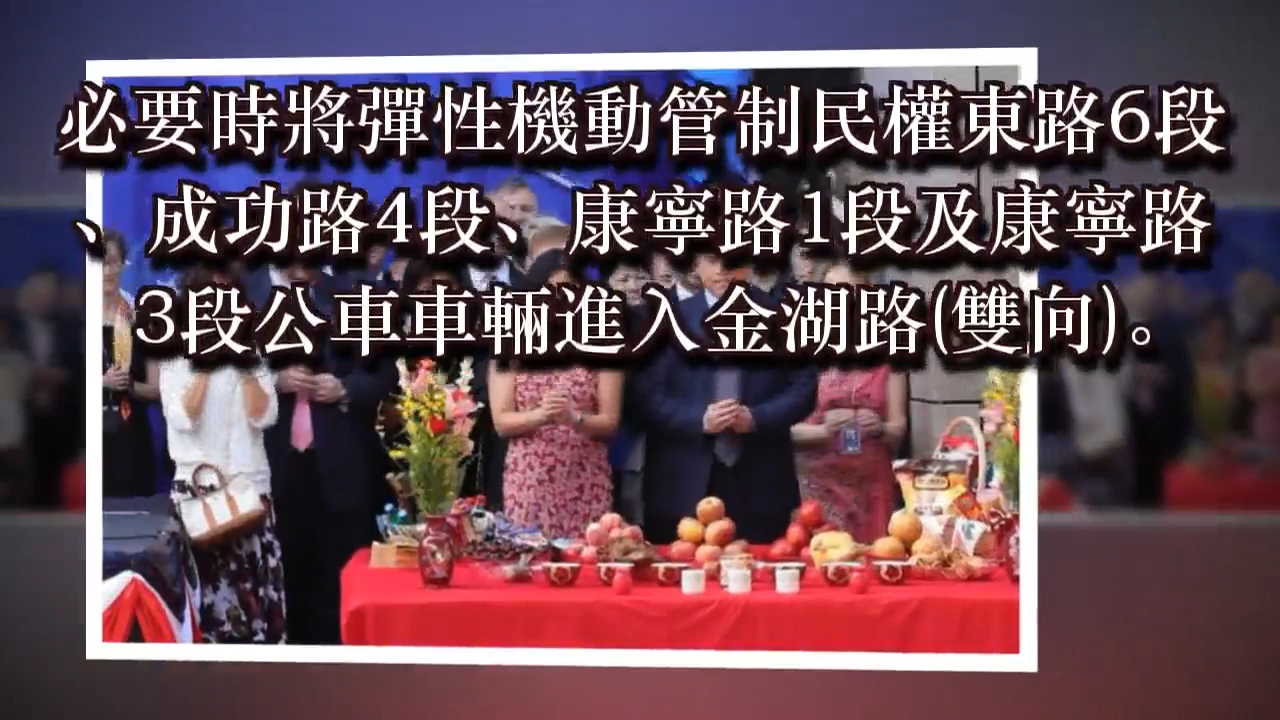 必要時將彈性機動管制民權東路6段
、成功路4段、康寧路1段及康寧路
3段公車車輛進入金湖路(雙向)。